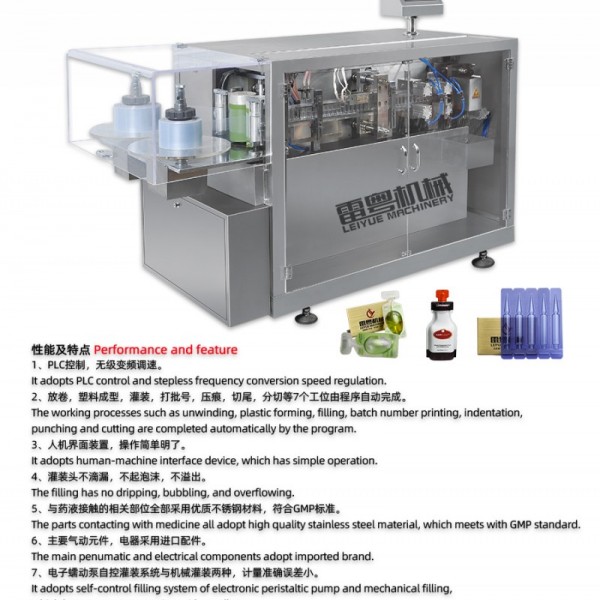 雷粤机械
LEIYUE MACHINERY
雷粤机械
性能及特点 Performance and feature
1、PLC控制，无级变频调速。
It adopts PLC control and stepless frequency conversion speed regulation.
2、放卷，塑料成型，灌装，打批号，压痕，切尾，分切等7个工位由程序自动完成。
The working processes such as unwinding, plastic forming, filling, batch number printing, indentation,
punching and cutting are completed automatically by the program.
3、人机界面装置，操作简单明了。
It adopts human-machine interface device, which has simple operation.
4、灌装头不滴漏，不起泡沫，不溢出。
The filling has no dripping, bubbling, and overflowing.
5、与药液接触的相关部位全部采用优质不锈钢材料，符合GMP标准。
The parts contacting with medicine all adopt high quality stainless steel material, which meets with GMP standard.
6、主要气动元件，电器采用进口配件。
The main penumatic and electrical components adopt imported brand.
7、电子蠕动泵自控灌装系统与机械灌装两种，计量准确误差小。
It adopts self-control filling system of electronic peristaltic pump and mechanical filling,